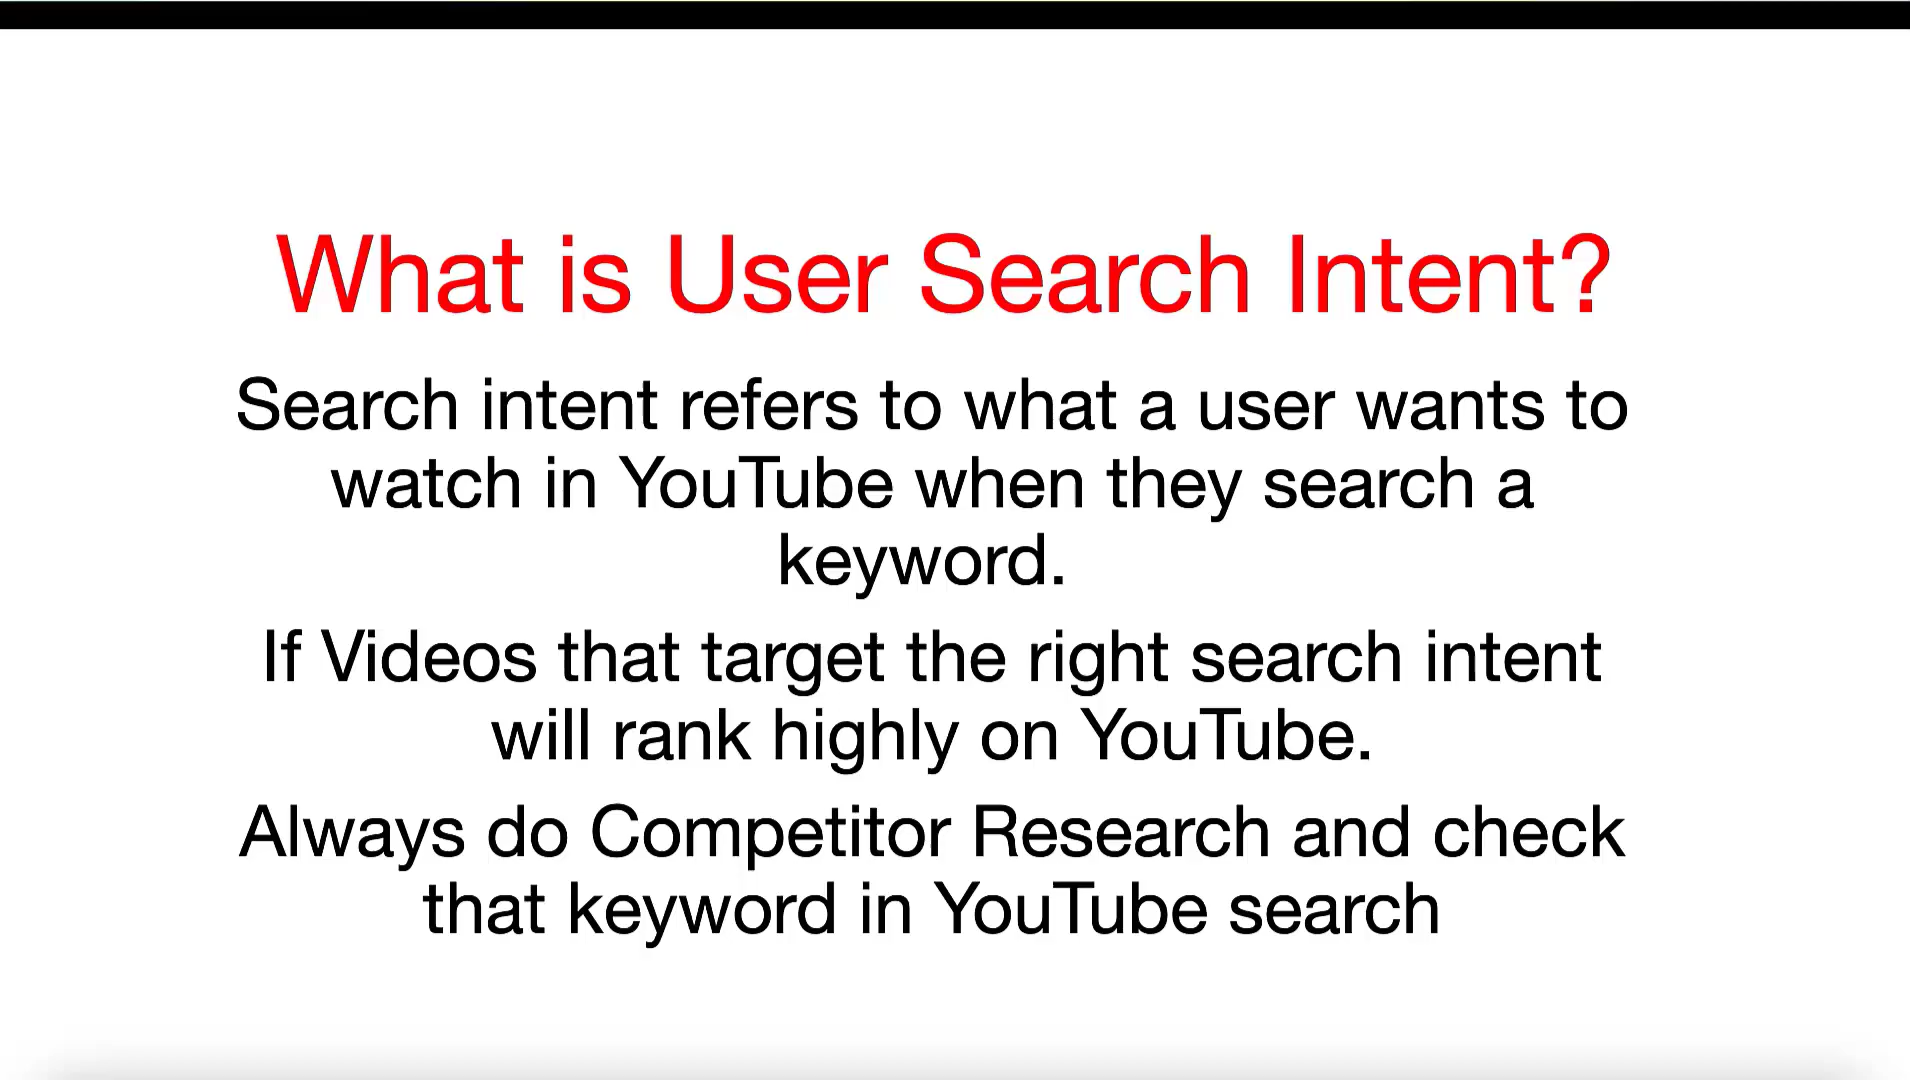 What is User Search Intent?
Search intent refers to what a user wants to
watch in YouTube when they search a
keyword.
If Videos that target the right search intent
will rank highly on YouTube.
Always do Competitor Research and check
that keyword in YouTube search